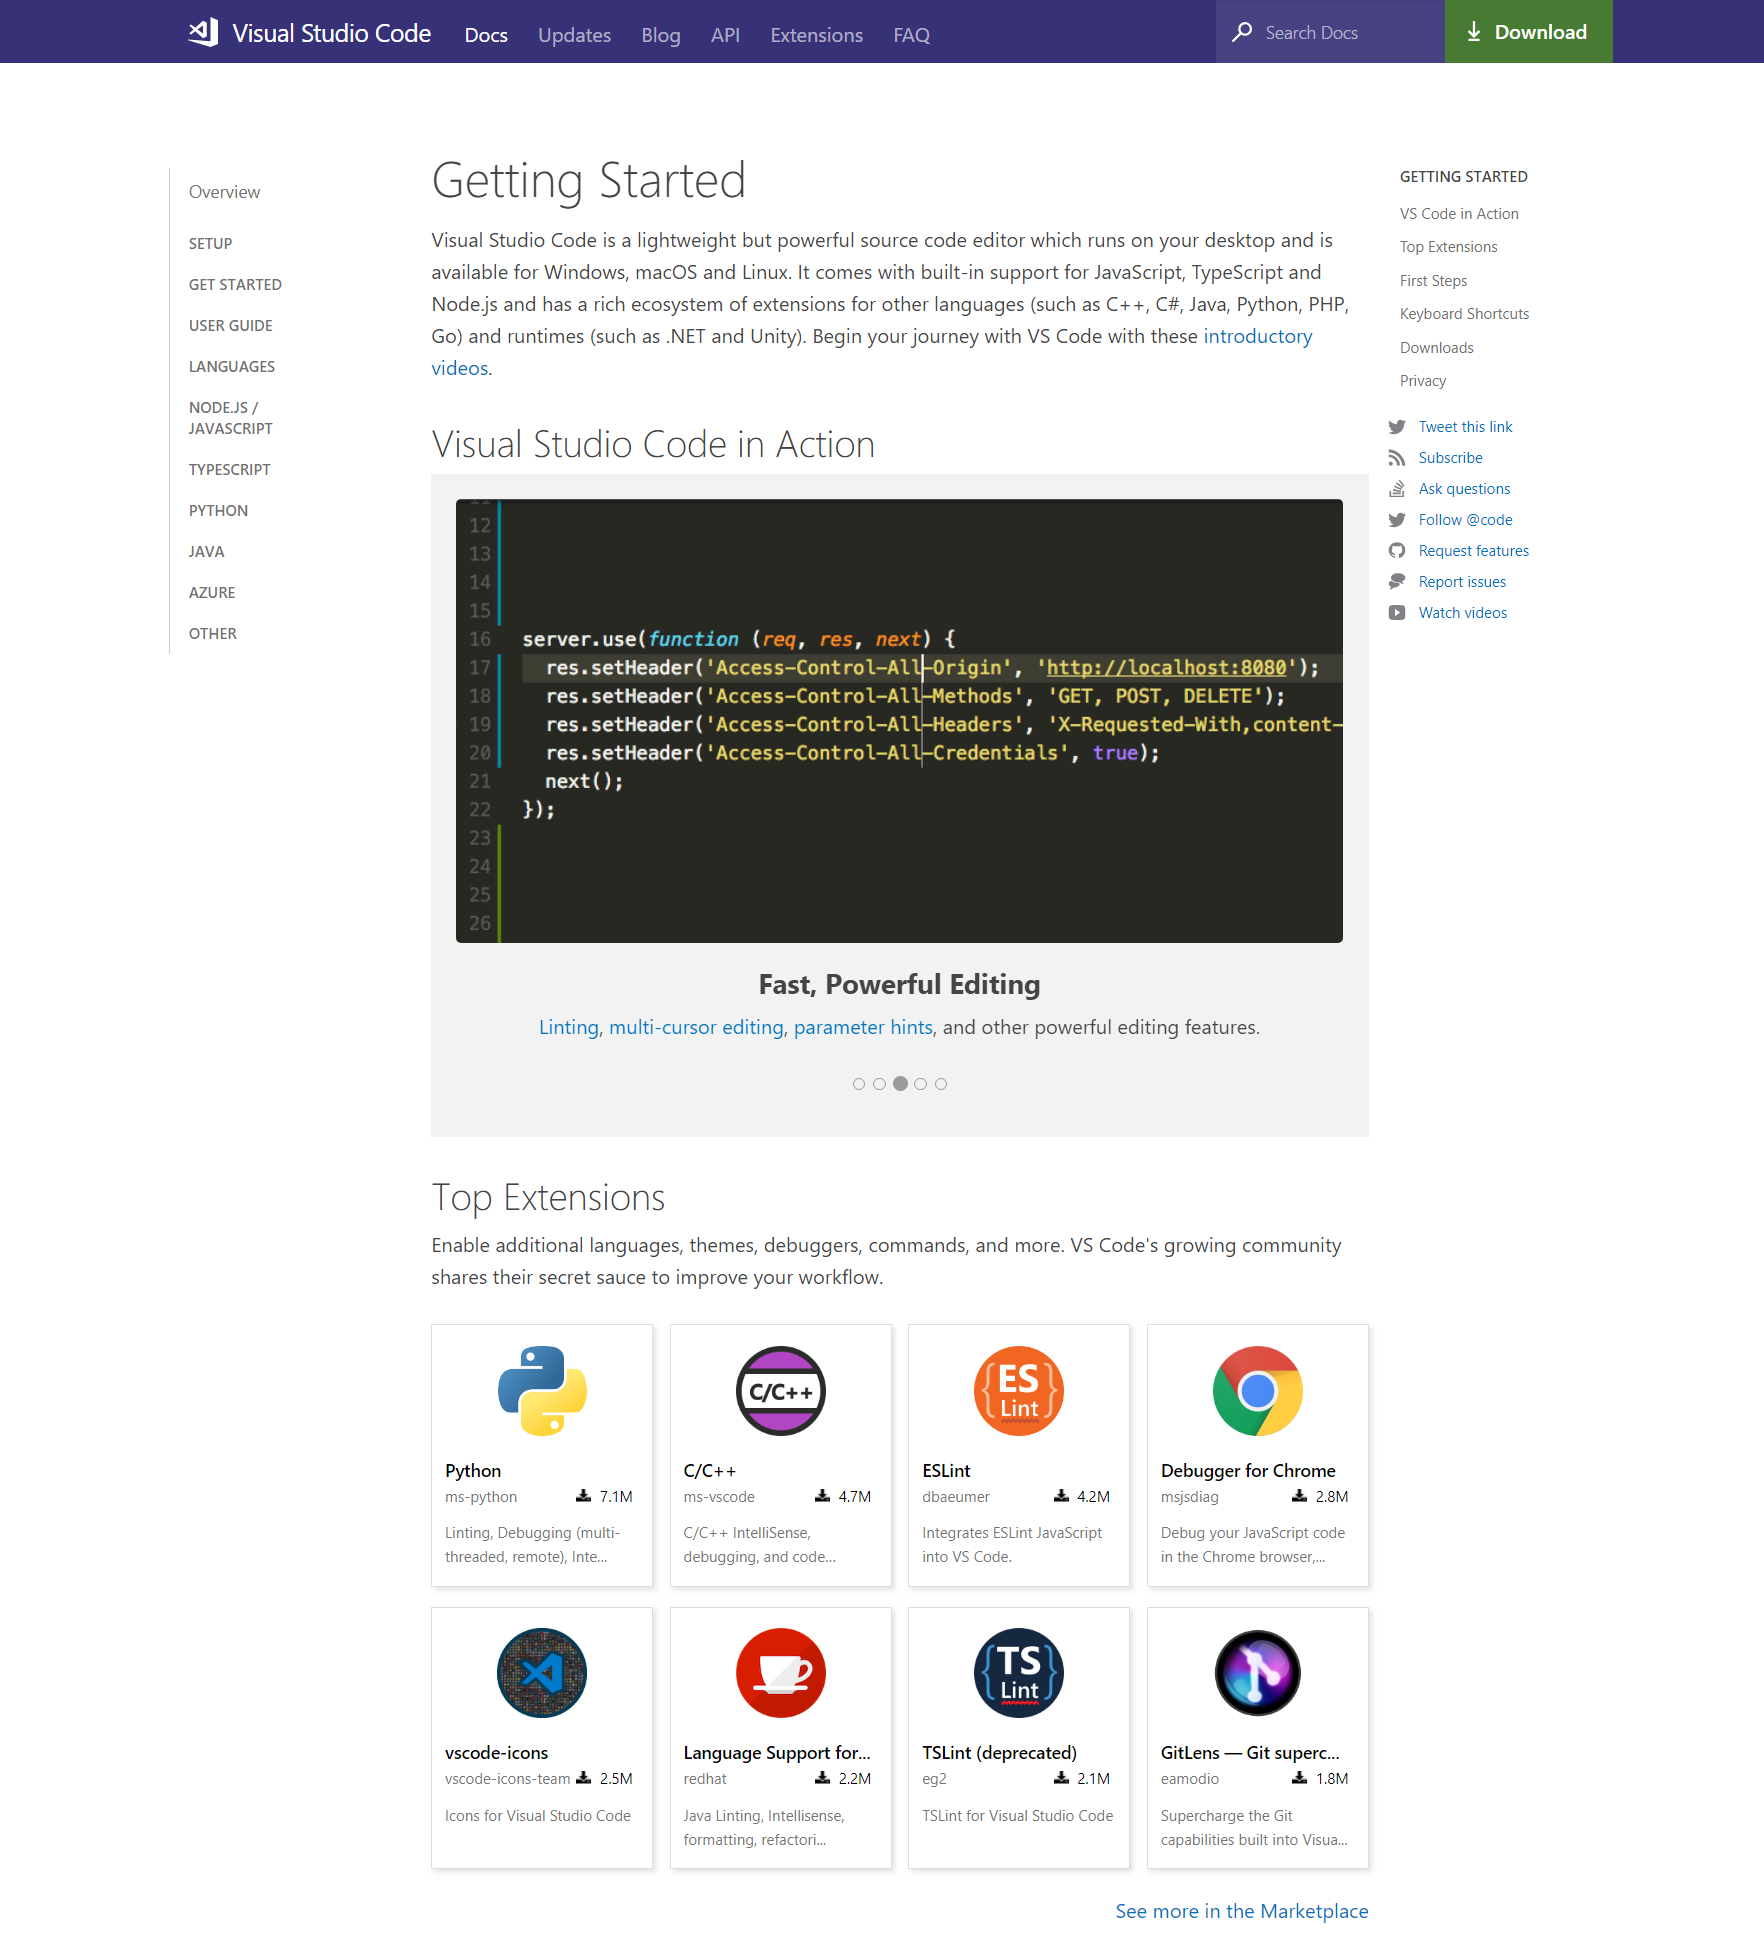 Visual Studio Code
Docs
Updates
Blog
API
Extensions
FAQ
Search Docs
Download
Overview
SETUP
GET STARTED
USER GUIDE
LANGUAGES
NODE.JS /
JAVASCRIPT
TYPESCRIPT
PYTHON
JAVA
AZURE
OTHER
Getting Started
Visual Studio Code is a lightweight but powerful source code editor which runs on your desktop and is
available for Windows, macOS and Linux. It comes with built-in support for JavaScript, TypeScript and
Node.js and has a rich ecosystem of extensions for other languages (such as C++, C#, Java, Python, PHP,
Go) and runtimes (such as .NET and Unity). Begin your journey with VS Code with these introductory
videos.
Visual Studio Code in Action
12
13
14
15
16 server.use(function (req, res, next) {
17 res.setHeader('Access-Control-All-Origin', 'http://localhost:8080');
18 res.setHeader('Access-Control-All-Methods', 'GET, POST, DELETE');
19 res.setHeader('Access-Control-All-Headers', 'X-Requested-With,content-
20 res.setHeader('Access-Control-All-Credentials', true);
21 next();
22 });
23
24
25
26
Fast, Powerful Editing
Linting, multi-cursor editing, parameter hints, and other powerful editing features.
Top Extensions
Enable additional languages, themes, debuggers, commands, and more. VS Code's growing community
shares their secret sauce to improve your workflow.
Python
ms-python 7.1M
Linting, Debugging (multi-
threaded, remote), Inte...
C/C++
C/C++
ms-vscode 4.7M
C/C++ IntelliSense,
debugging, and code...
{ES
Lint}
ESLint
dbaeumer 4.2M
Integrates ESLint JavaScript
into VS Code.
Debugger for Chrome
msjsdiag 2.8M
Debug your JavaScript code
in the Chrome browser,...
vscode-icons
vscode-icons-team 2.5M
Icons for Visual Studio Code
Language Support for...
redhat 2.2M
Java Linting, Intellisense,
formatting, refactori...
{TS
Lint}
TSLint (deprecated)
eg2 2.1M
TSLint for Visual Studio Code
GitLens — Git superc...
eamodio 1.8M
Supercharge the Git
capabilities built into Visua...
See more in the Marketplace
GETTING STARTED
VS Code in Action
Top Extensions
First Steps
Keyboard Shortcuts
Downloads
Privacy
Tweet this link
Subscribe
Ask questions
Follow @code
Request features
Report issues
Watch videos